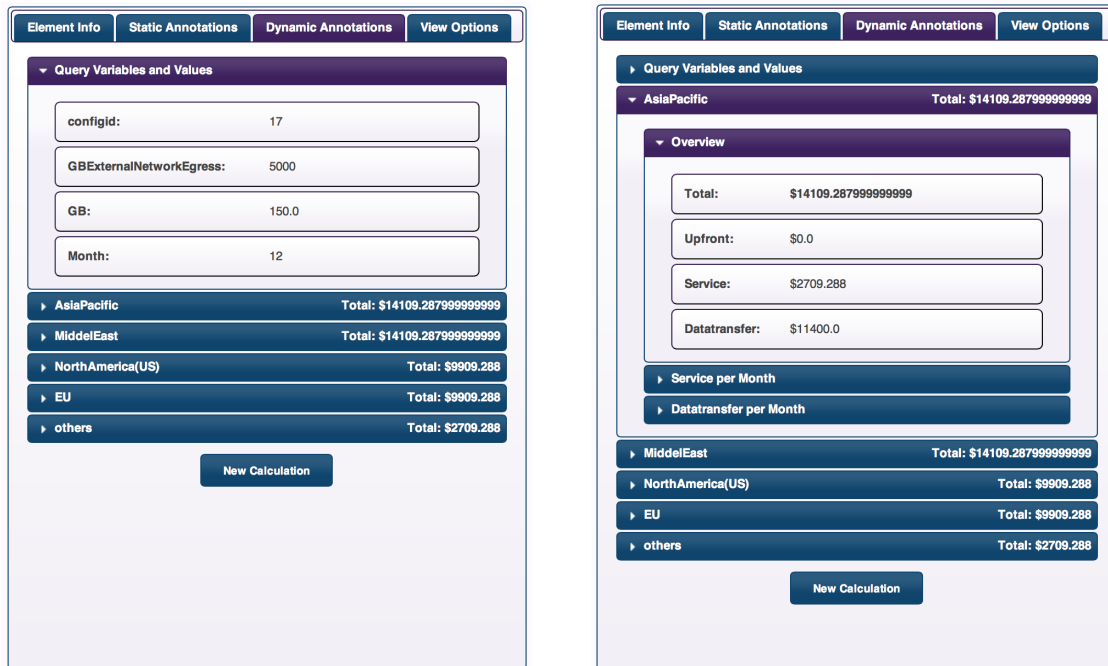 Element Info Static Annotations Dynamic Annotations View Options
Query Variables and Values
configid: 17
GBExternalNetworkEgress: 5000
GB: 150.0
Month: 12
AsiaPacific Total: $14109.287999999999
MiddelEast Total: $14109.287999999999
NorthAmerica(US) Total: $9909.288
EU Total: $9909.288
others Total: $2709.288
New Calculation
Element Info Static Annotations Dynamic Annotations View Options
Query Variables and Values
AsiaPacific Total: $14109.287999999999
Overview
Total: $14109.287999999999
Upfront: $0.0
Service: $2709.288
Datatransfer: $11400.0
Service per Month
Datatransfer per Month
MiddelEast Total: $14109.287999999999
NorthAmerica(US) Total: $9909.288
EU Total: $9909.288
others Total: $2709.288
New Calculation